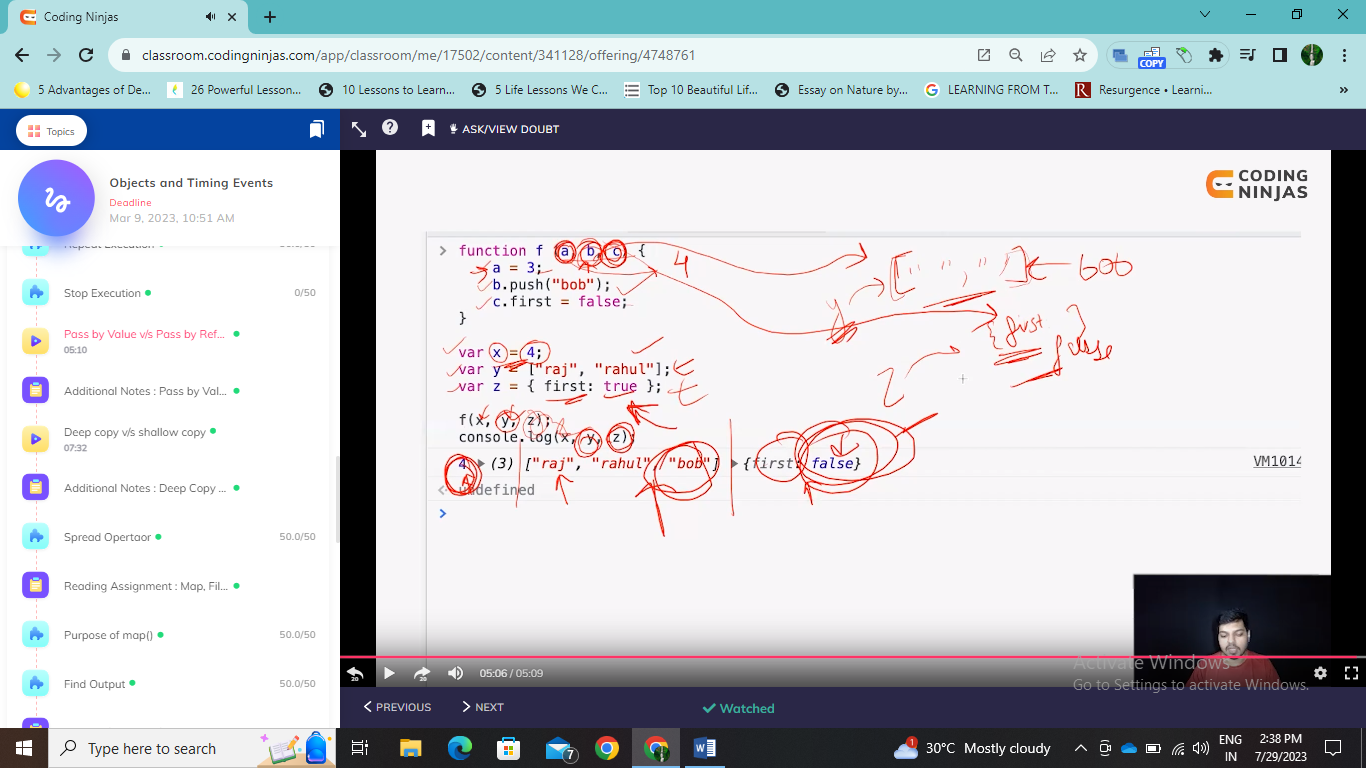 Coding Ninjas
classroom.codingninjas.com/app/classroom/me/17502/content/341128/offering/4748761
COPY
5 Advantages of De...
26 Powerful Lesson...
10 Lessons to Learn...
5 Life Lessons We C...
Top 10 Beautiful Lif...
Essay on Nature by...
LEARNING FROM T...
Resurgence • Learni...
»
Topics
ASK/VIEW DOUBT
Objects and Timing Events
Deadline
Mar 9, 2023, 10:51 AM
Repeat Execution
Stop Execution 0/50
Pass by Value v/s Pass by Ref...
05:10
Additional Notes : Pass by Val...
Deep copy v/s shallow copy
07:32
Additional Notes : Deep Copy ...
Spread Opertaor 50.0/50
Reading Assignment : Map, Fil...
Purpose of map() 50.0/50
Find Output 50.0/50
CODING
NINJAS
function f (a, b, c) {
a = 3;
b.push("bob");
c.first = false;
}
var x = 4;
var y = ["raj", "rahul"];
var z = { first: true };
f(x, y, z);
console.log(x, y, z);
4 (3) ["raj", "rahul", "bob"] {first: false}
VM1014
undefined
4
[" ", " "] bob
y
{first }
false
Z
Activate Windows
Go to Settings to activate Windows.
20 20 05:06 / 05:09
PREVIOUS
NEXT
Watched
Type here to search
7
1
30°C Mostly cloudy
ENG
IN
2:38 PM
7/29/2023